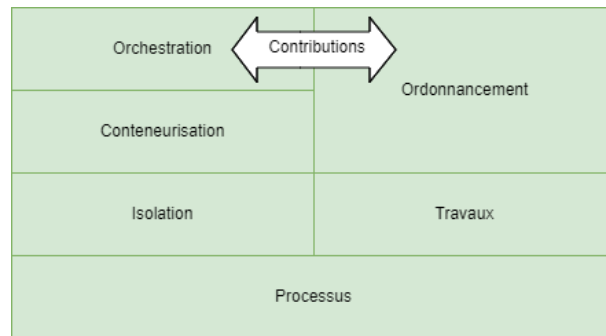 Orchestration
Contributions
Ordonnancement
Conteneurisation
Isolation
Travaux
Processus